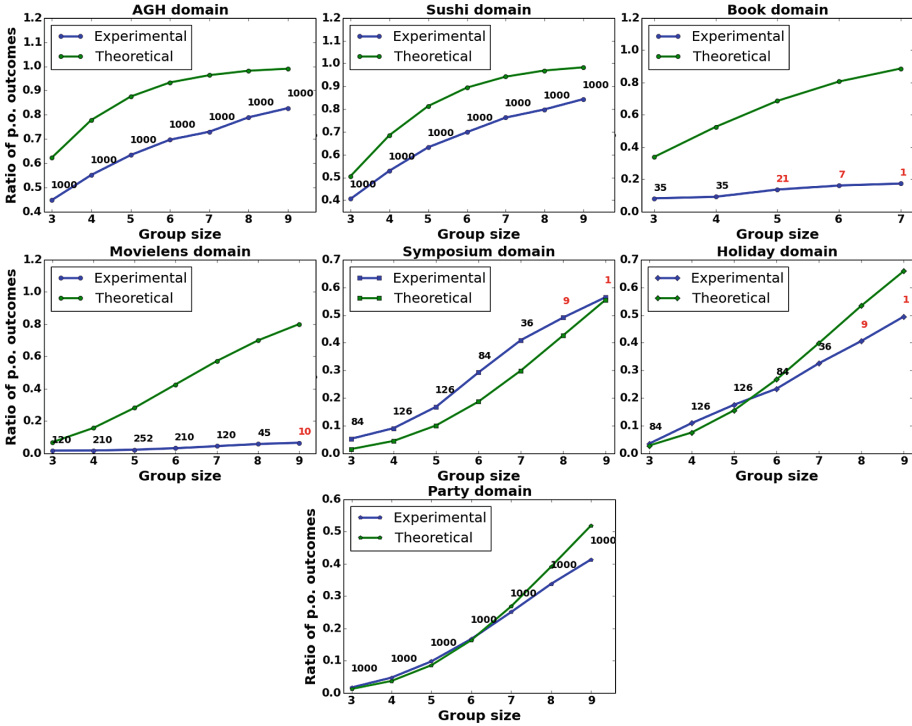 AGH domain
Experimental
Theoretical
1.2
1.1
1.0
0.9
0.8
0.7
0.6
0.5
0.4
1000 1000 1000 1000 1000 1000 1000
3 4 5 6 7 8 9
Group size
Ratio of p.o. outcomes
Sushi domain
Experimental
Theoretical
1.2
1.1
1.0
0.9
0.8
0.7
0.6
0.5
0.4
1000 1000 1000 1000 1000 1000 1000
3 4 5 6 7 8 9
Group size
Book domain
Experimental
Theoretical
1.2
1.0
0.8
0.6
0.4
0.2
0.0
35 35 21 7 1
3 4 5 6 7
Group size
Movielens domain
Experimental
Theoretical
1.2
1.0
0.8
0.6
0.4
0.2
0.0
120 210 252 210 120 45 10
3 4 5 6 7 8 9
Group size
Ratio of p.o. outcomes
Symposium domain
Experimental
Theoretical
0.7
0.6
0.5
0.4
0.3
0.2
0.1
0.0
84 126 126 84 36 9 1
3 4 5 6 7 8 9
Group size
Holiday domain
Experimental
Theoretical
0.7
0.6
0.5
0.4
0.3
0.2
0.1
0.0
84 126 126 84 36 9 1
3 4 5 6 7 8 9
Group size
Party domain
Experimental
Theoretical
0.6
0.5
0.4
0.3
0.2
0.1
0.0
1000 1000 1000 1000 1000 1000 1000
3 4 5 6 7 8 9
Group size
Ratio of p.o. outcomes